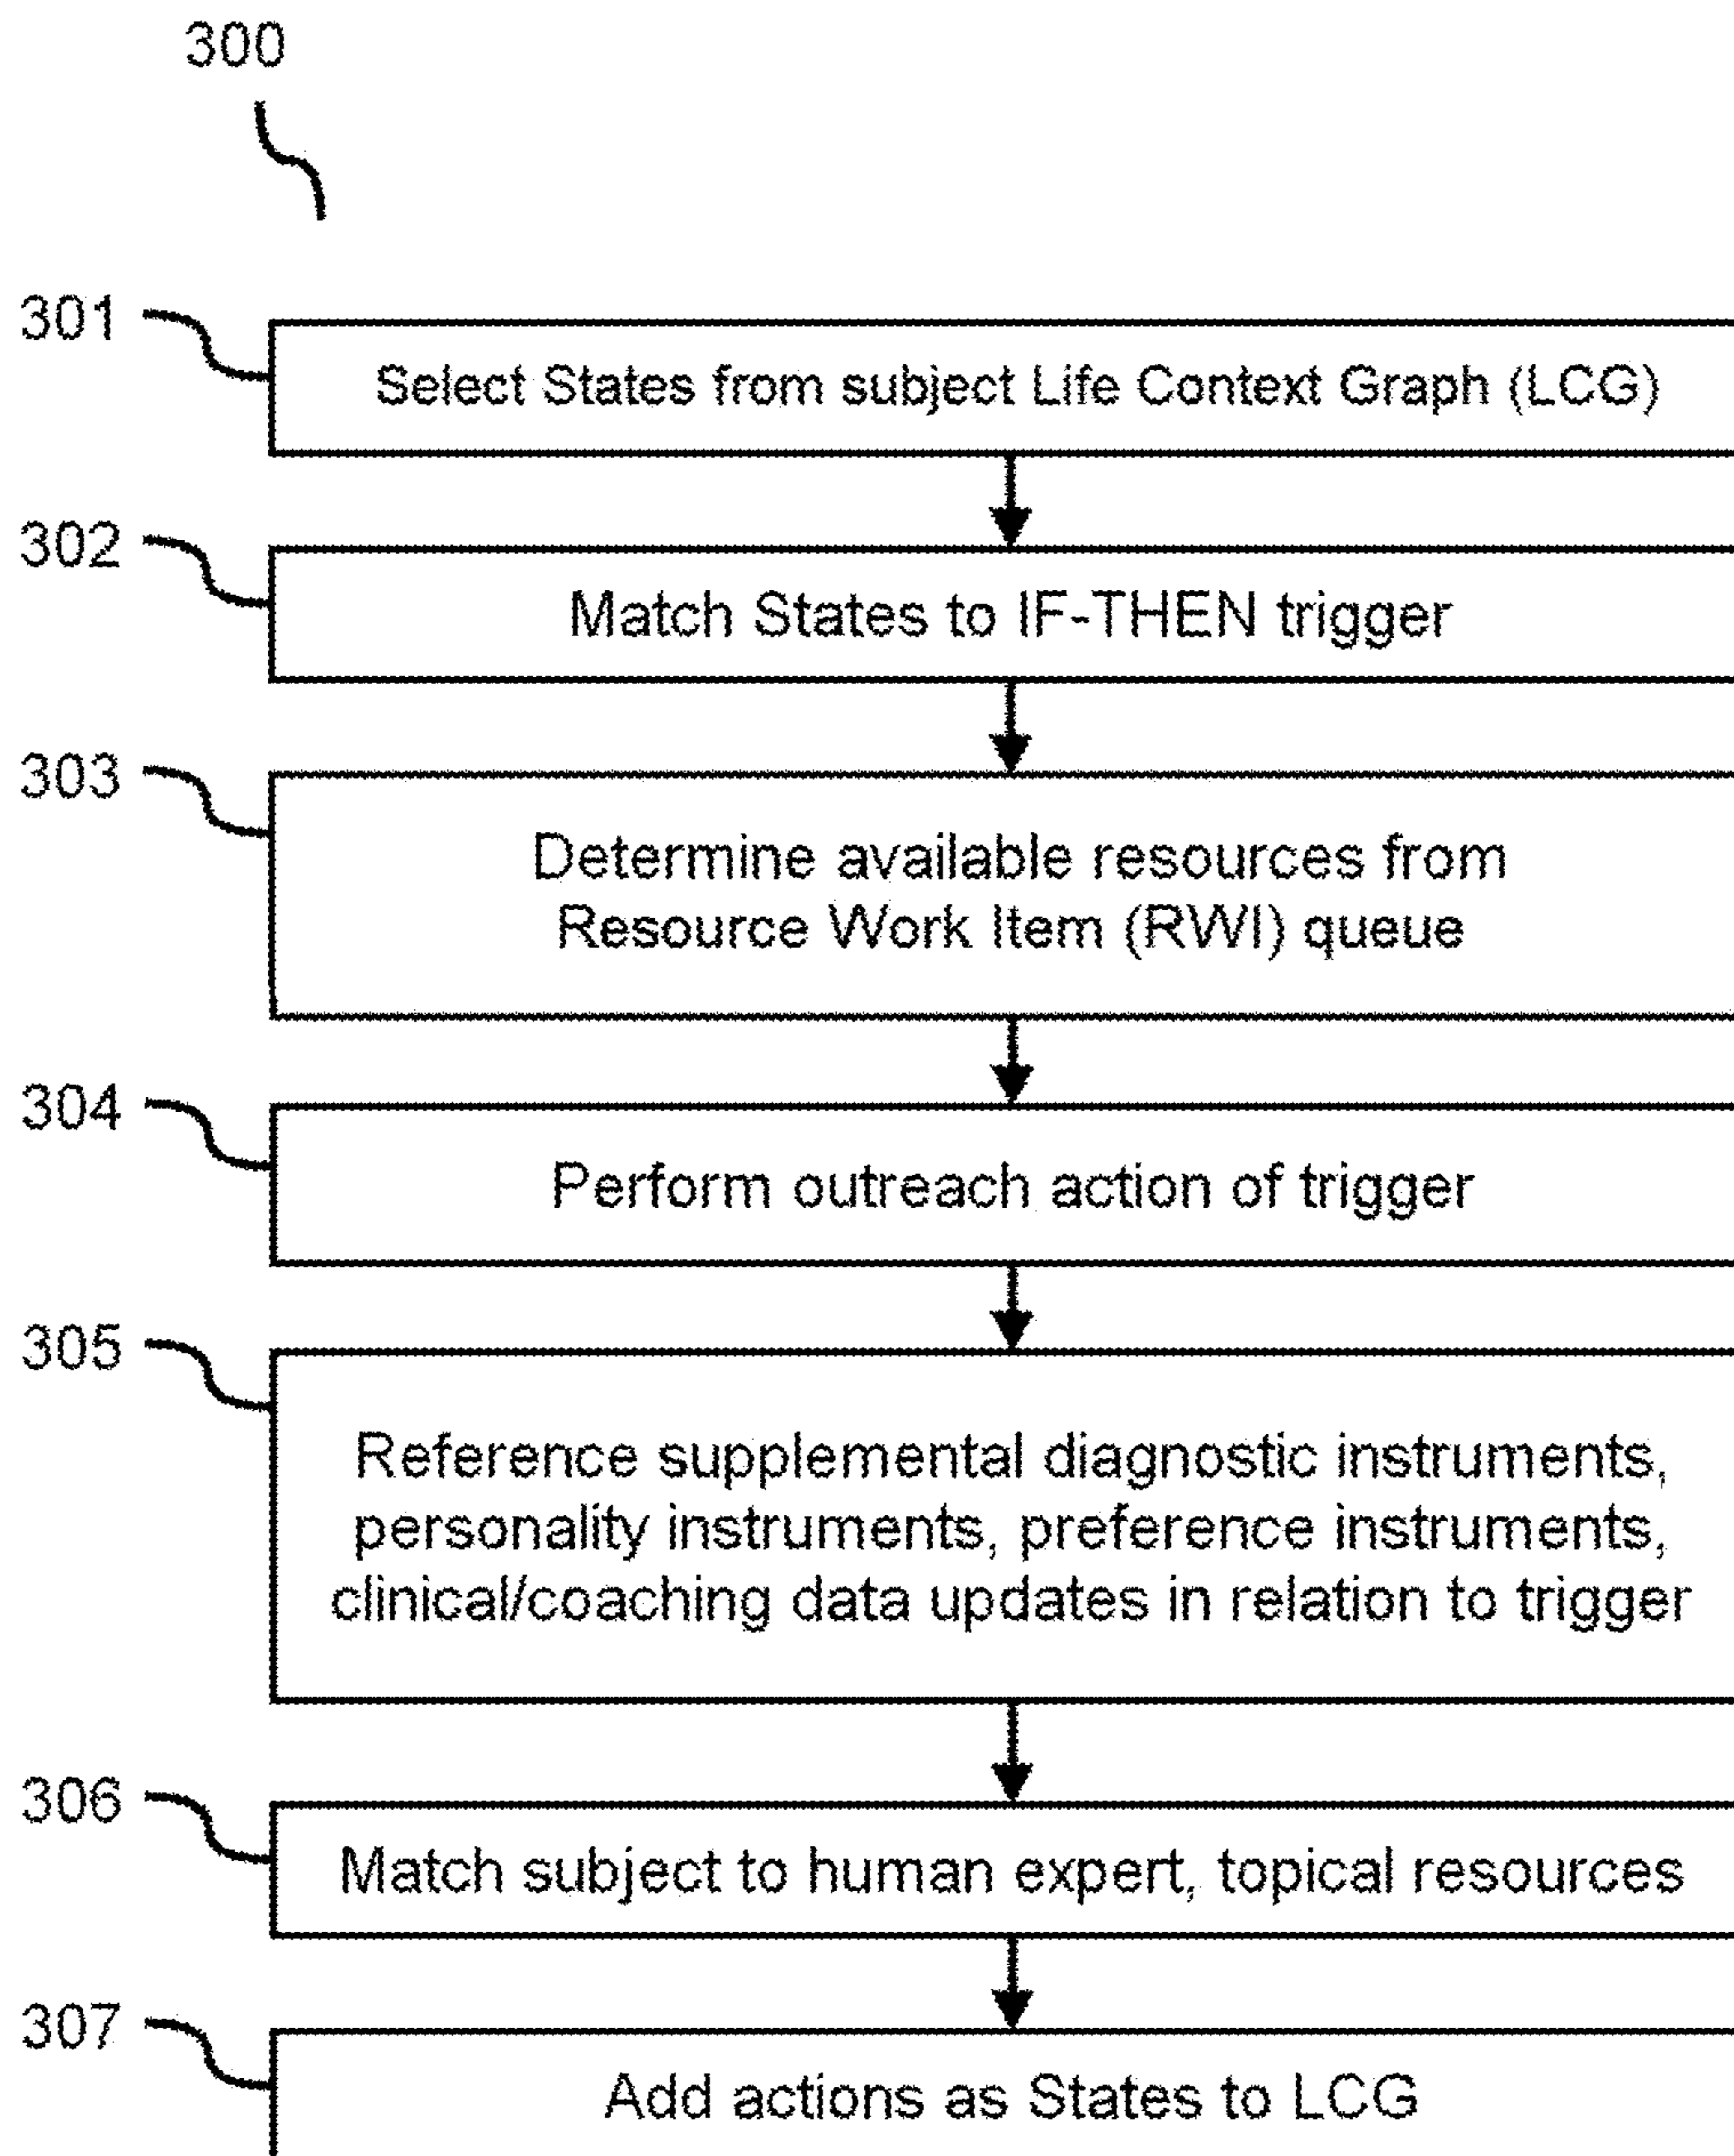 300
301
Select States from subject Life Context Graph (LCG)
302
Match States to IF-THEN trigger
303
Determine available resources from
Resource Work Item (RWI) queue
304
Perform outreach action of trigger
305
Reference supplemental diagnostic instruments,
personality instruments, preference instruments,
clinical/coaching data updates in relation to trigger
306
Match subject to human expert, topical resources
307
Add actions as States to LCG